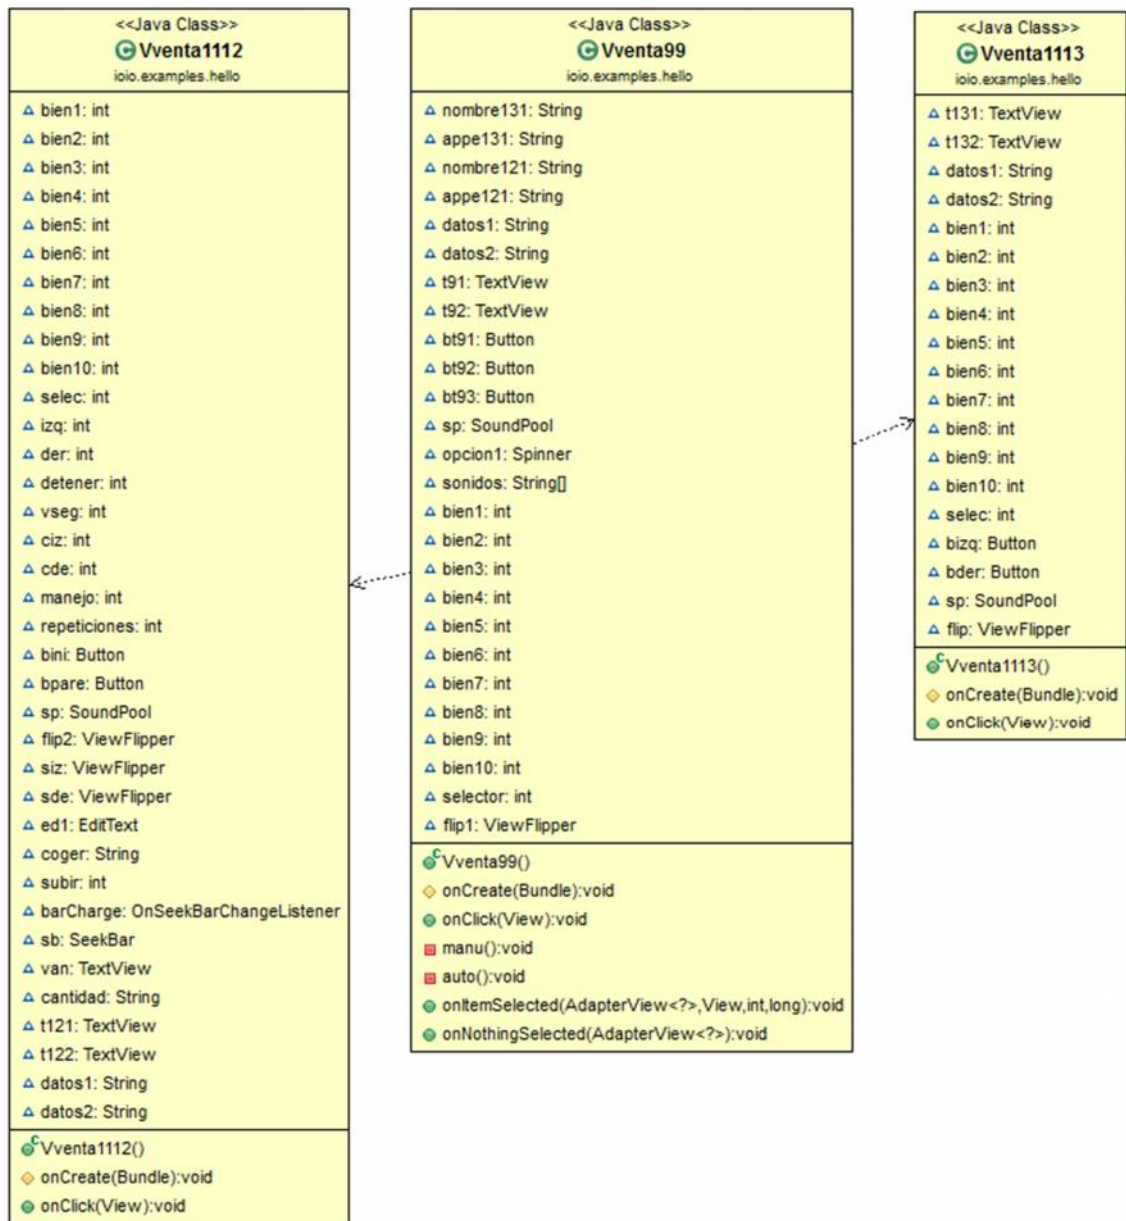 <<Java Class>>
Vventa1112
ioio.examples.hello
bien1: int
bien2: int
bien3: int
bien4: int
bien5: int
bien6: int
bien7: int
bien8: int
bien9: int
bien10: int
selec: int
izq: int
der: int
detener: int
vseg: int
ciz: int
cde: int
manejo: int
repeticiones: int
bini: Button
bpare: Button
sp: SoundPool
flip2: ViewFlipper
siz: ViewFlipper
sde: ViewFlipper
ed1: EditText
coger: String
subir: int
barCharge: OnSeekBarChangeListener
sb: SeekBar
van: TextView
cantidad: String
t121: TextView
t122: TextView
datos1: String
datos2: String
Vventa1112()
onCreate(Bundle):void
onClick(View):void
<<Java Class>>
Vventa99
ioio.examples.hello
nombre131: String
appe131: String
nombre121: String
appe121: String
datos1: String
datos2: String
t91: TextView
t92: TextView
bt91: Button
bt92: Button
bt93: Button
sp: SoundPool
opcion1: Spinner
sonidos: String[]
bien1: int
bien2: int
bien3: int
bien4: int
bien5: int
bien6: int
bien7: int
bien8: int
bien9: int
bien10: int
selector: int
flip1: ViewFlipper
Vventa99()
onCreate(Bundle):void
onClick(View):void
manu():void
auto():void
onItemSelected(AdapterView<?>,View,int,long):void
onNothingSelected(AdapterView<?>):void
<<Java Class>>
Vventa1113
ioio.examples.hello
t131: TextView
t132: TextView
datos1: String
datos2: String
bien1: int
bien2: int
bien3: int
bien4: int
bien5: int
bien6: int
bien7: int
bien8: int
bien9: int
bien10: int
selec: int
bizq: Button
bder: Button
sp: SoundPool
flip: ViewFlipper
Vventa1113()
onCreate(Bundle):void
onClick(View):void